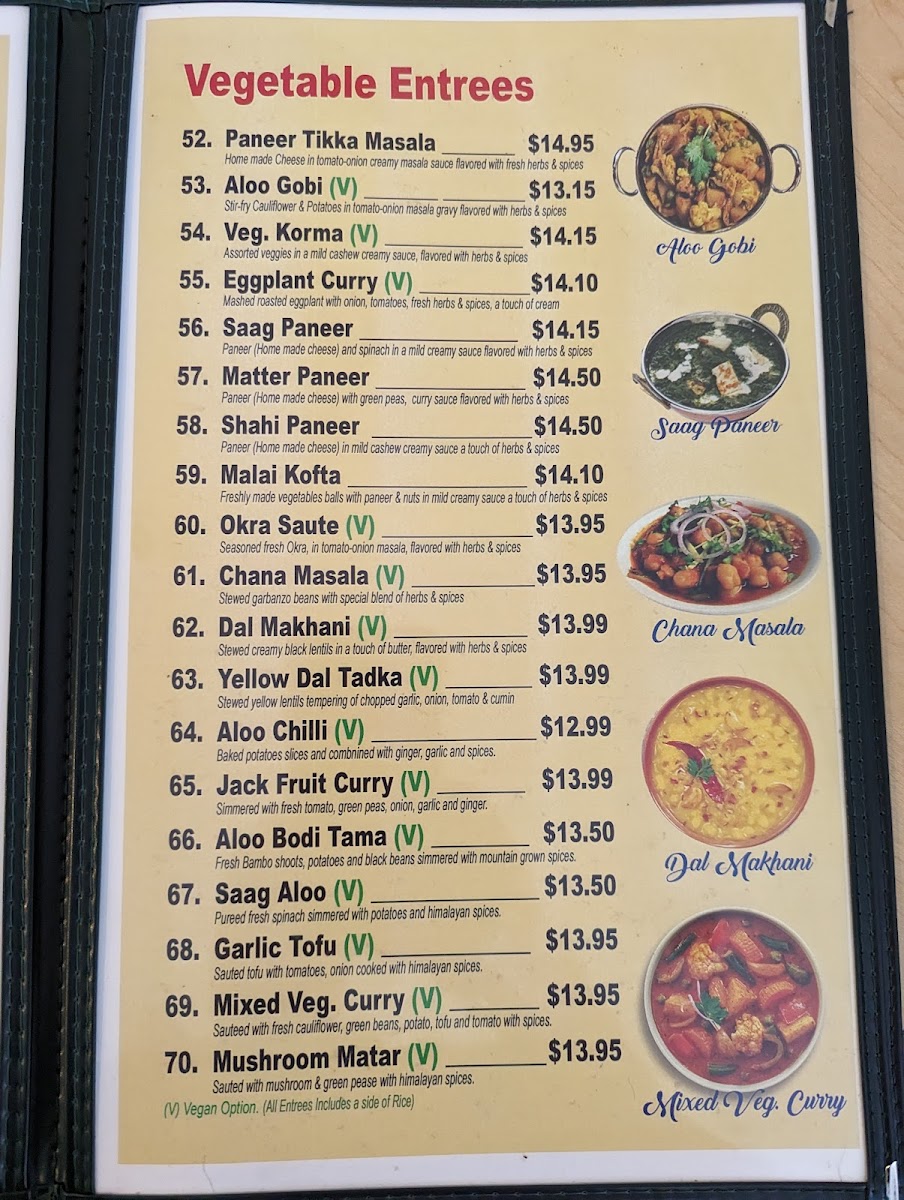 Vegetable Entrees
52. Paneer Tikka Masala $14.95
Home made Cheese in tomato-onion creamy masala sauce flavored with fresh herbs & spices
53. Aloo Gobi (V) $13.15
Stir-fry Cauliflower & Potatoes in tomato-onion masala gravy flavored with herbs & spices
Aloo Gobi
54. Veg. Korma (V) $14.15
Assorted veggies in a mild cashew creamy sauce, flavored with herbs & spices
55. Eggplant Curry (V) $14.10
Mashed roasted eggplant with onion, tomatoes, fresh herbs & spices, a touch of cream
56. Saag Paneer $14.15
Paneer (Home made cheese) and spinach in a mild creamy sauce flavored with herbs & spices
57. Matter Paneer $14.50
Paneer (Home made cheese) with green peas, curry sauce flavored with herbs & spices
Saag Paneer
58. Shahi Paneer $14.50
Paneer (Home made cheese) in mild cashew creamy sauce a touch of herbs & spices
59. Malai Kofta $14.10
Freshly made vegetables balls with paneer & nuts in mild creamy sauce a touch of herbs & spices
60. Okra Saute (V) $13.95
Seasoned fresh Okra, in tomato-onion masala, flavored with herbs & spices
61. Chana Masala (V) $13.95
Stewed garbanzo beans with special blend of herbs & spices
Chana Masala
62. Dal Makhani (V) $13.99
Stewed creamy black lentils in a touch of butter, flavored with herbs & spices
63. Yellow Dal Tadka (V) $13.99
Stewed yellow lentils tempering of chopped garlic, onion, tomato & cumin
64. Aloo Chilli (V) $12.99
Baked potatoes slices and combnined with ginger, garlic and spices.
65. Jack Fruit Curry (V) $13.99
Simmered with fresh tomato, green peas, onion, garlic and ginger.
66. Aloo Bodi Tama (V) $13.50
Fresh Bambo shoots, potatoes and black beans simmered with mountain grown spices.
Dal Makhani
67. Saag Aloo (V) $13.50
Pureed fresh spinach simmered with potatoes and himalayan spices.
68. Garlic Tofu (V) $13.95
Sauted tofu with tomatoes, onion cooked with himalayan spices.
69. Mixed Veg. Curry (V) $13.95
Sauteed with fresh cauliflower, green beans, potato, tofu and tomato with spices.
70. Mushroom Matar (V) $13.95
Sauted with mushroom & green pease with himalayan spices.
Mixed Veg. Curry
(V) Vegan Option. (All Entrees Includes a side of Rice)